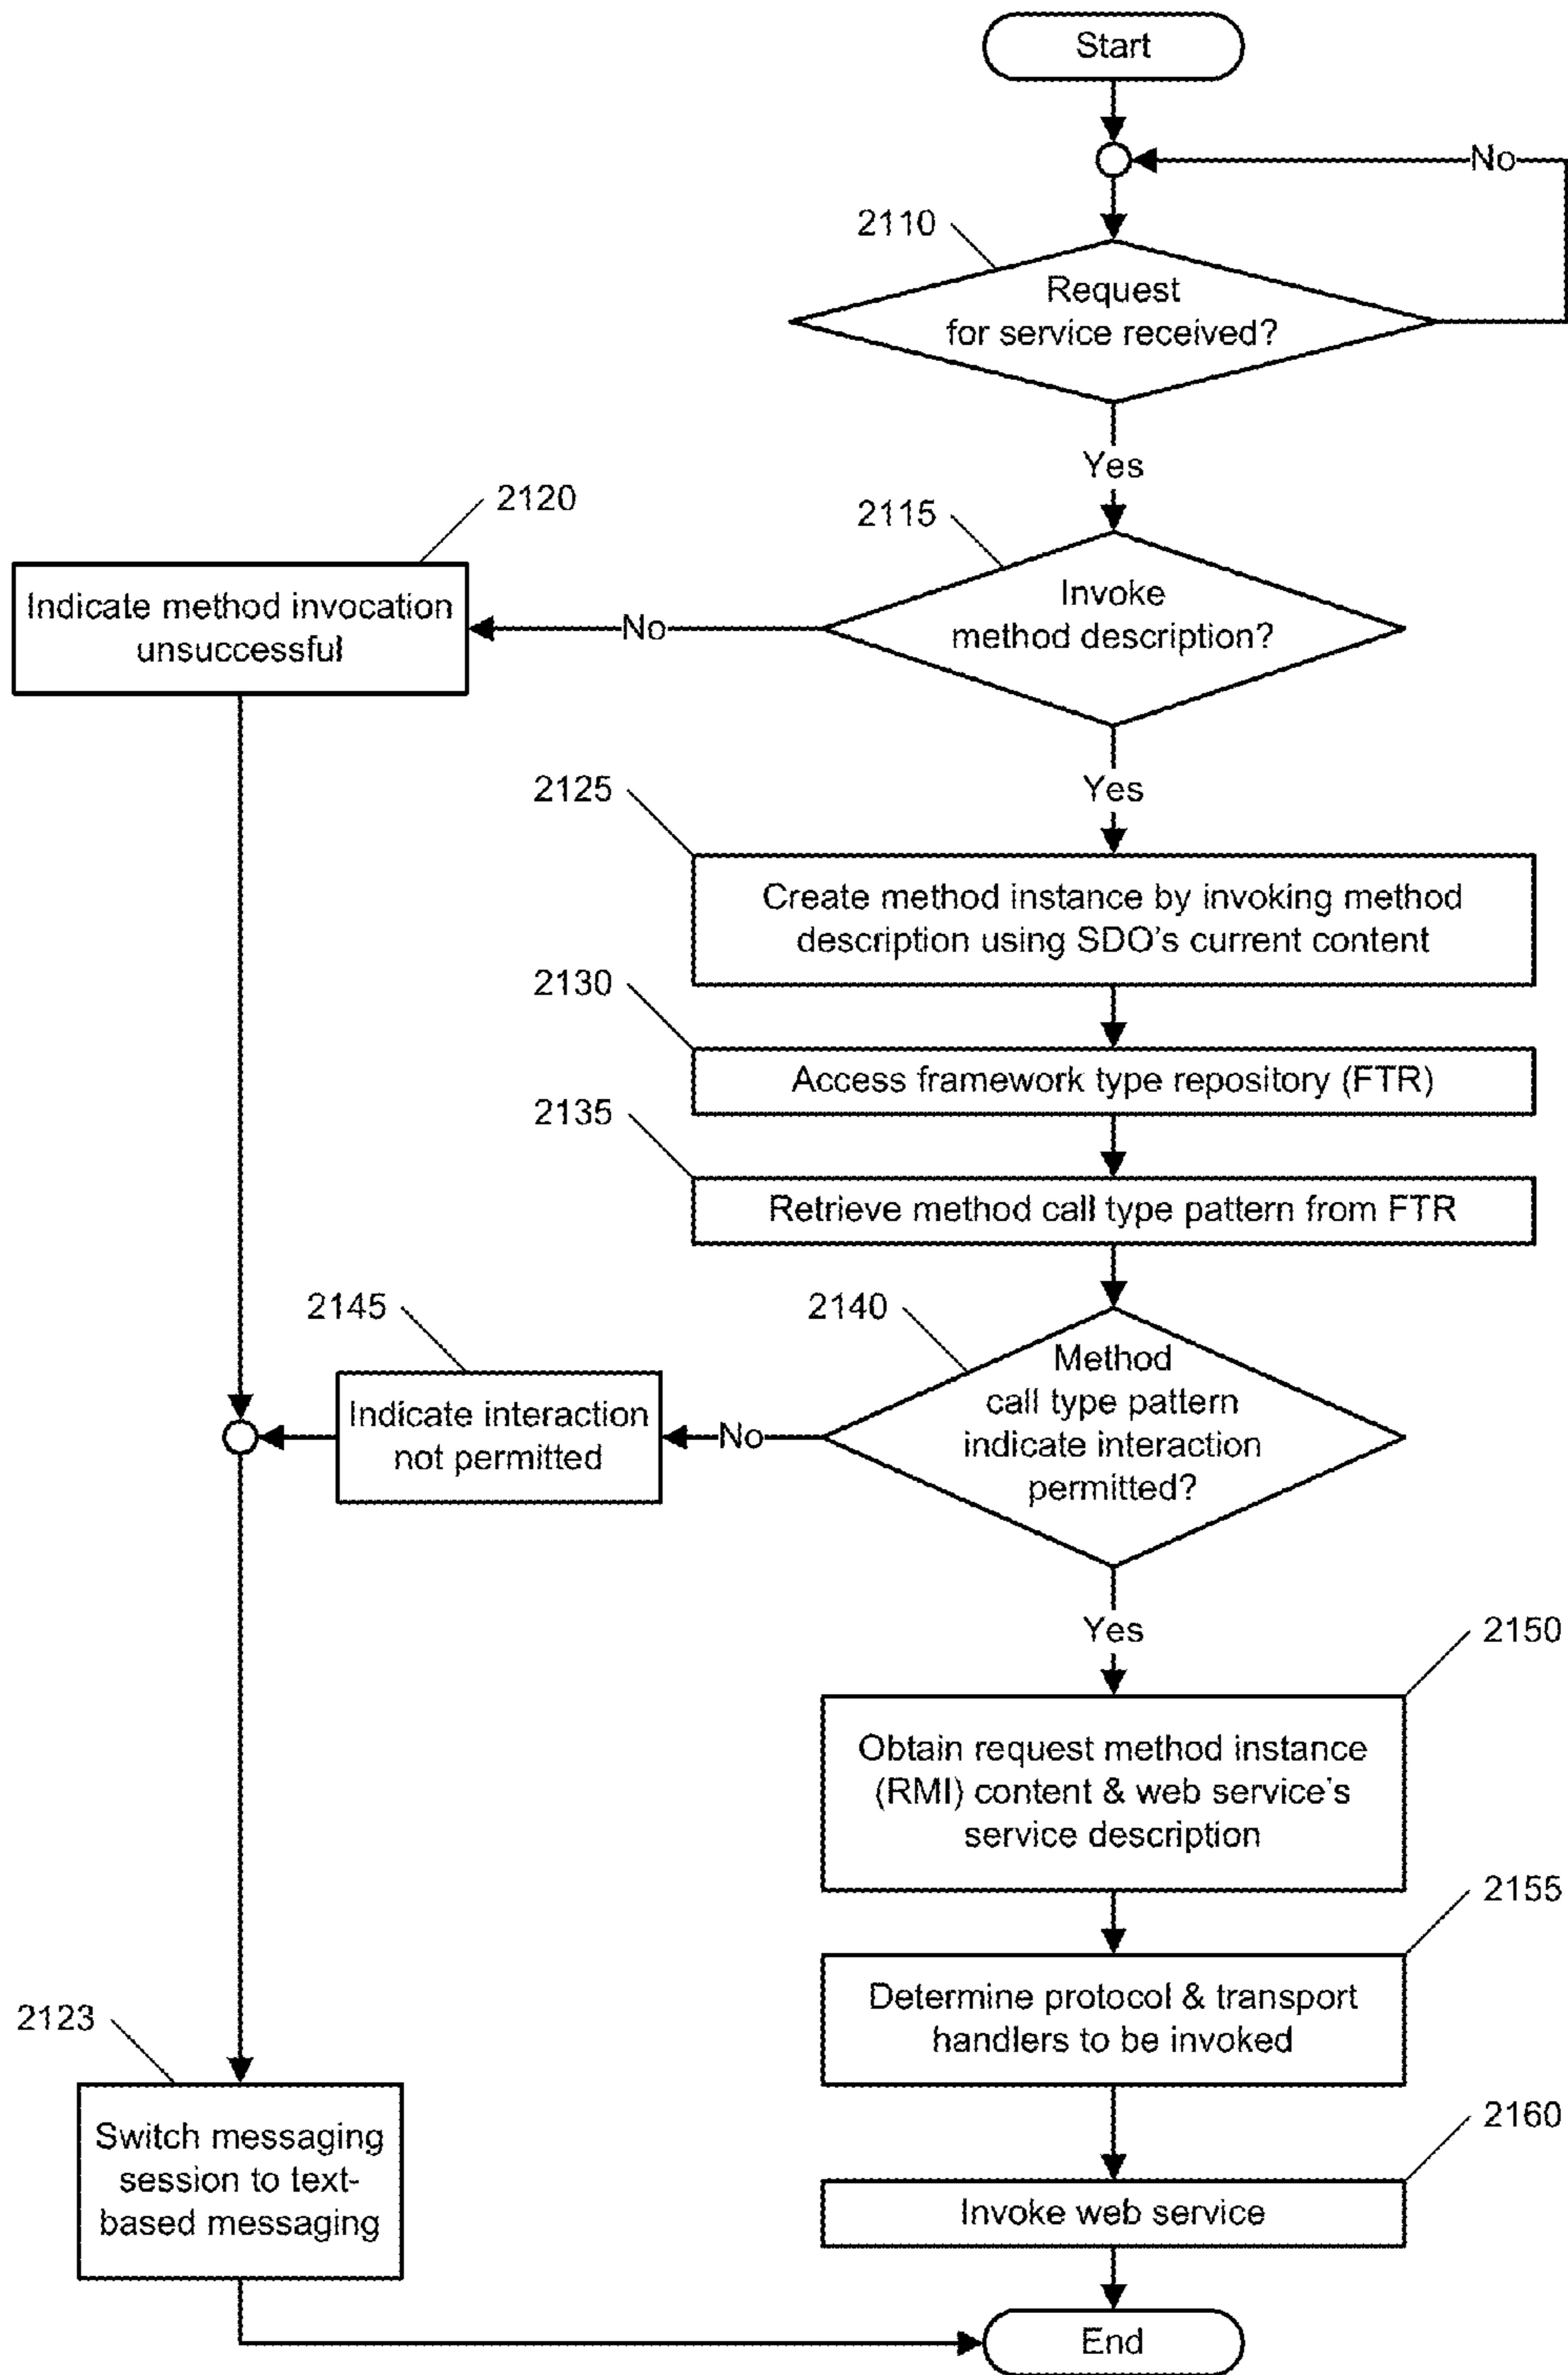 Start
No
2110
Request
for service received?
Yes
2120
2115
Indicate method invocation
unsuccessful
No
Invoke
method description?
2125
Yes
Create method instance by invoking method
description using SDO's current content
2130
Access framework type repository (FTR)
2135
Retrieve method call type pattern from FTR
2145
2140
Indicate interaction
not permitted
No
Method
call type pattern
indicate interaction
permitted?
Yes
2150
Obtain request method instance
(RMI) content & web service's
service description
2155
Determine protocol & transport
handlers to be invoked
2123
Switch messaging
session to text-
based messaging
2160
Invoke web service
End